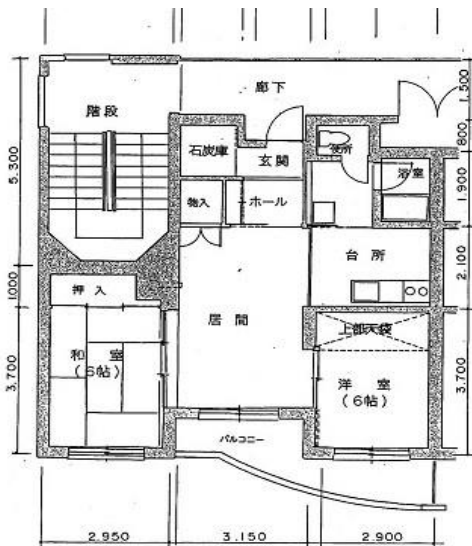 廊下
階段
1,500
石炭庫
玄関
便所
800
5.300
浴室
1,900
物入
ホール
台所
2,100
押入
1000
居間
上部天袋
和室
(6帖)
洋室
(6帖)
3,700
3,700
バルコニー
2.950
3.150
2.900